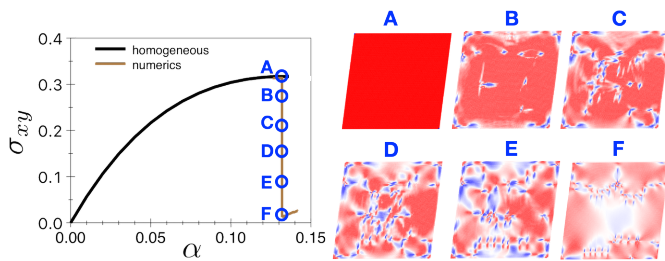 0.4
0.3
0.2
0.1
0.0
σxy
homogeneous
numerics
A
B
C
D
E
F
0.00
0.05
0.10
0.15
α
A
B
C
D
E
F